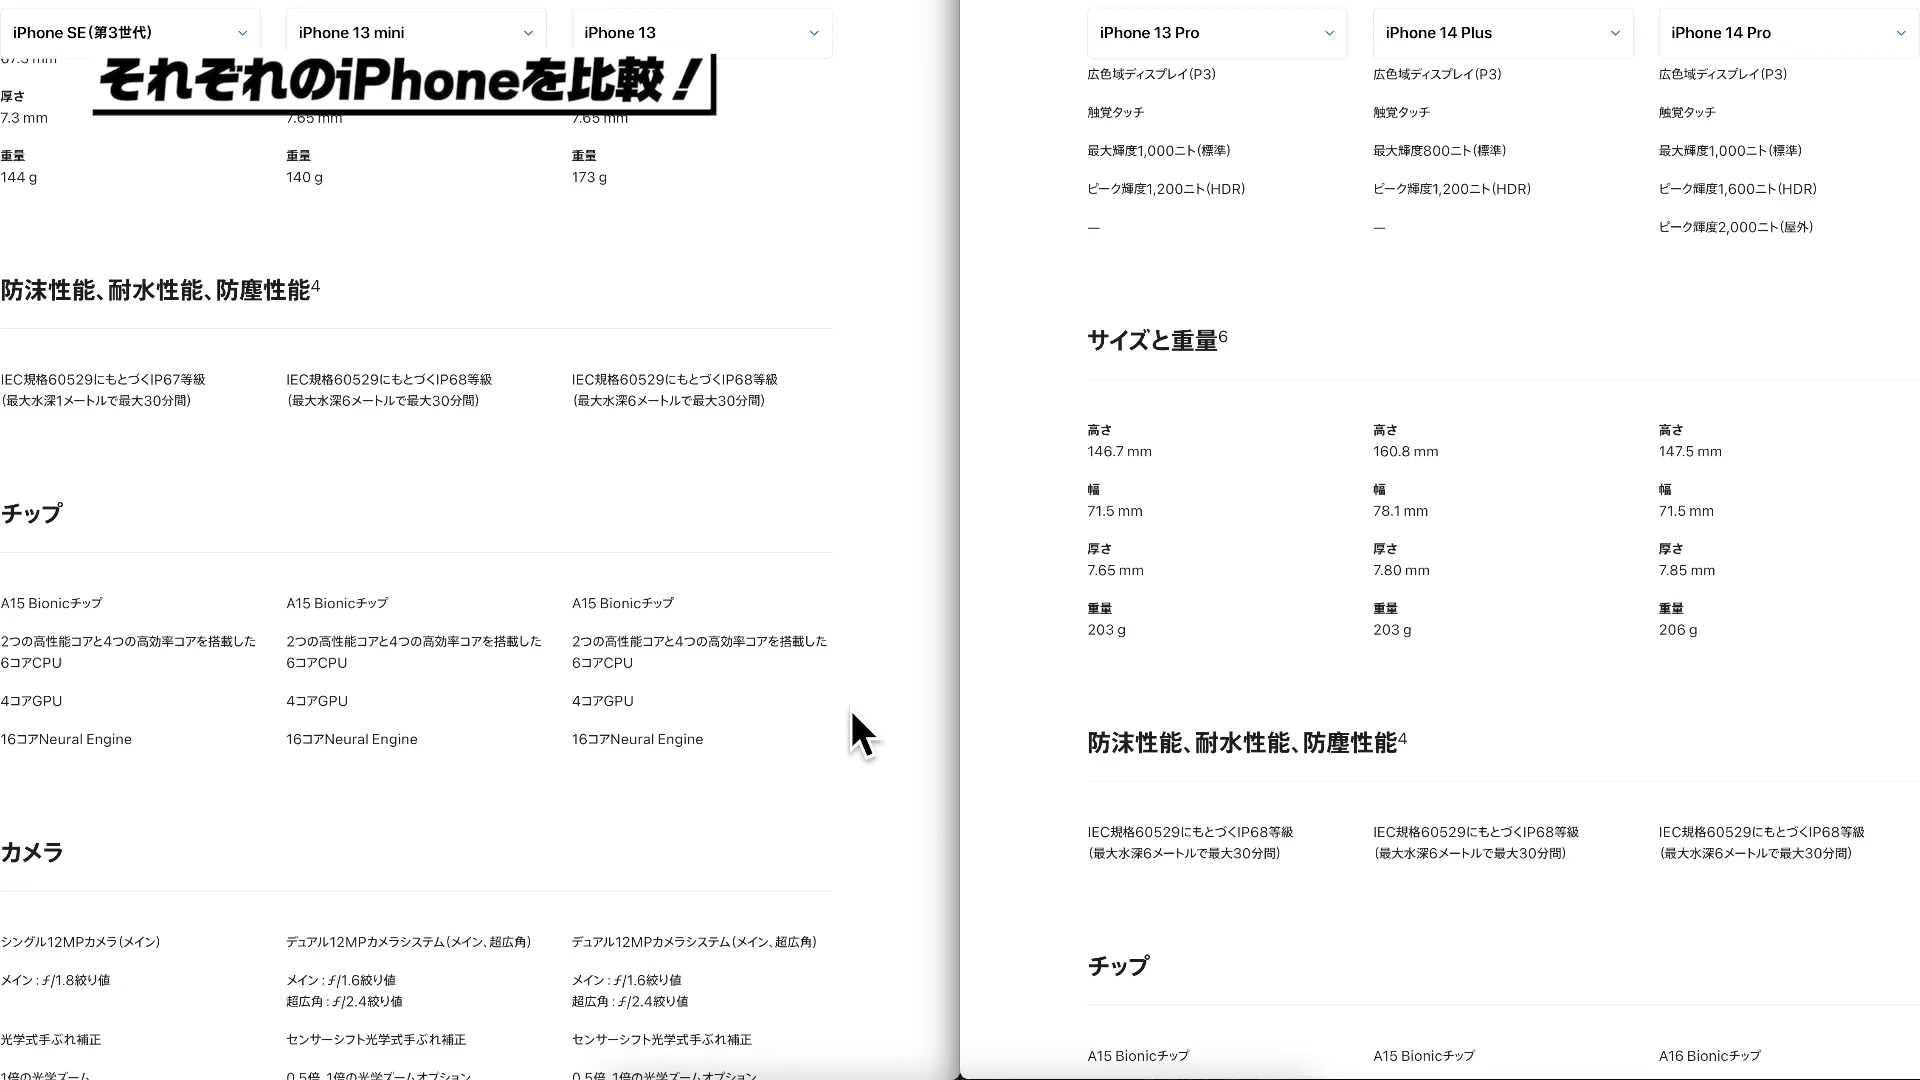 iPhone SE（第3世代）
iPhone 13 mini
iPhone 13
67.3 mm
それぞれのiPhoneを比較！
厚さ
7.3 mm
7.65 mm
7.65 mm
重量
重量
重量
144 g
140 g
173 g
防沫性能、耐水性能、防塵性能4
IEC規格60529にもとづくIP67等級
（最大水深1メートルで最大30分間）
IEC規格60529にもとづくIP68等級
（最大水深6メートルで最大30分間）
IEC規格60529にもとづくIP68等級
（最大水深6メートルで最大30分間）
チップ
A15 Bionicチップ
A15 Bionicチップ
A15 Bionicチップ
2つの高性能コアと4つの高効率コアを搭載した
6コアCPU
2つの高性能コアと4つの高効率コアを搭載した
6コアCPU
2つの高性能コアと4つの高効率コアを搭載した
6コアCPU
4コアGPU
4コアGPU
4コアGPU
16コアNeural Engine
16コアNeural Engine
16コアNeural Engine
カメラ
シングル12MPカメラ（メイン）
デュアル12MPカメラシステム（メイン、超広角）
デュアル12MPカメラシステム（メイン、超広角）
メイン：ƒ/1.8絞り値
メイン：ƒ/1.6絞り値
超広角：ƒ/2.4絞り値
メイン：ƒ/1.6絞り値
超広角：ƒ/2.4絞り値
光学式手ぶれ補正
センサーシフト光学式手ぶれ補正
センサーシフト光学式手ぶれ補正
1倍の光学ズーム
0.5倍、1倍の光学ズームオプション
0.5倍、1倍の光学ズームオプション
iPhone 13 Pro
iPhone 14 Plus
iPhone 14 Pro
広色域ディスプレイ（P3）
広色域ディスプレイ（P3）
広色域ディスプレイ（P3）
触覚タッチ
触覚タッチ
触覚タッチ
最大輝度1,000ニト（標準）
最大輝度800ニト（標準）
最大輝度1,000ニト（標準）
ピーク輝度1,200ニト（HDR）
ピーク輝度1,200ニト（HDR）
ピーク輝度1,600ニト（HDR）
—
—
ピーク輝度2,000ニト（屋外）
サイズと重量6
高さ
高さ
高さ
146.7 mm
160.8 mm
147.5 mm
幅
幅
幅
71.5 mm
78.1 mm
71.5 mm
厚さ
厚さ
厚さ
7.65 mm
7.80 mm
7.85 mm
重量
重量
重量
203 g
203 g
206 g
防沫性能、耐水性能、防塵性能4
IEC規格60529にもとづくIP68等級
（最大水深6メートルで最大30分間）
IEC規格60529にもとづくIP68等級
（最大水深6メートルで最大30分間）
IEC規格60529にもとづくIP68等級
（最大水深6メートルで最大30分間）
チップ
A15 Bionicチップ
A15 Bionicチップ
A16 Bionicチップ